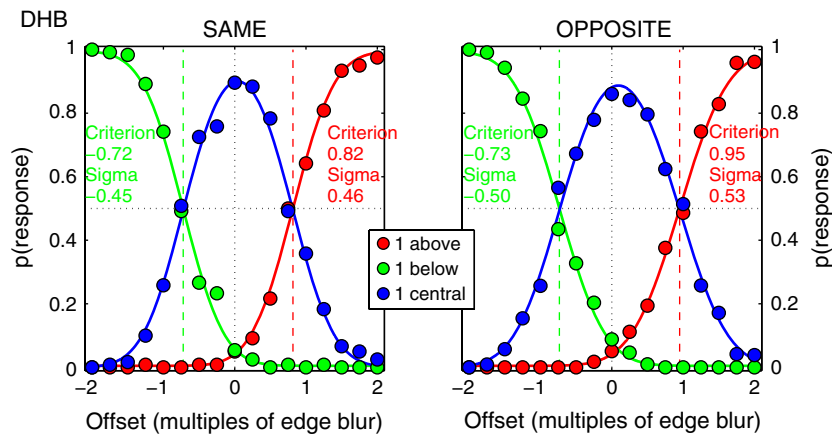 DHB
SAME
OPPOSITE
1
0.8
0.6
0.4
0.2
0
p(response)
Criterion
−0.72
Sigma
−0.45
Criterion
0.82
Sigma
0.46
−2 −1 0 1 2
Offset (multiples of edge blur)
1 above
1 below
1 central
Criterion
−0.73
Sigma
−0.50
Criterion
0.95
Sigma
0.53
−2 −1 0 1 2
Offset (multiples of edge blur)
1
0.8
0.6
0.4
0.2
0
p(response)